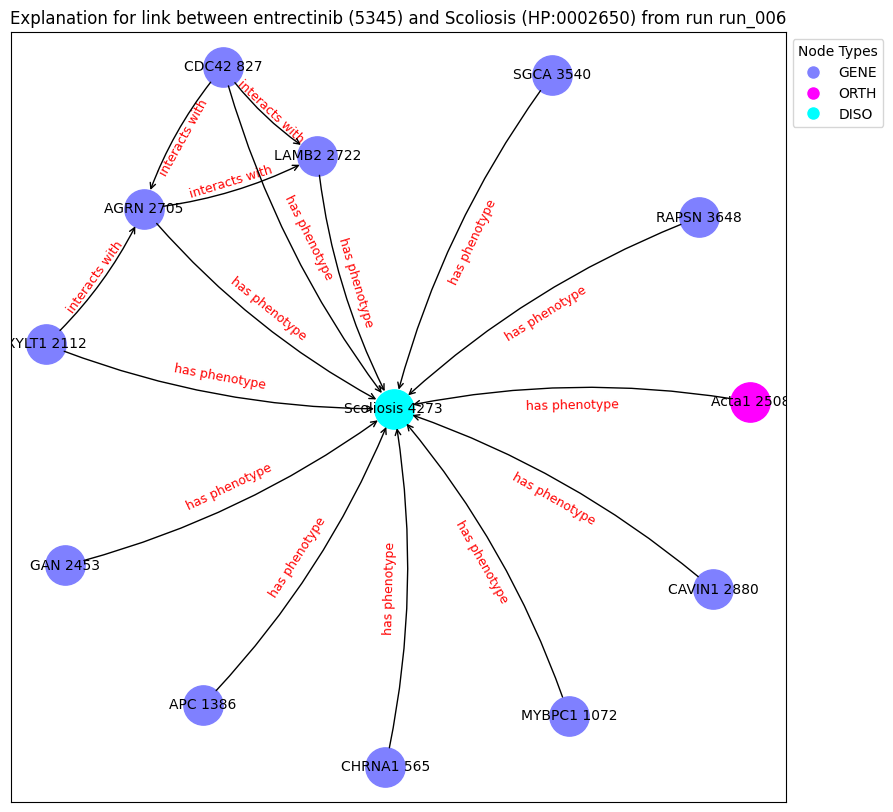 Explanation for link between entrectinib (5345) and Scoliosis (HP:0002650) from run run_006
Node Types
GENE
ORTH
DISO
CDC42 827
SGCA 3540
interacts with
interacts with
LAMB2 2722
interacts with
AGRN 2705
RAPSN 3648
has phenotype
has phenotype
has phenotype
interacts with
has phenotype
has phenotype
XYLT1 2112
has phenotype
Scoliosis 4273
has phenotype
Acta1 2508
has phenotype
has phenotype
has phenotype
has phenotype
has phenotype
GAN 2453
CAVIN1 2880
APC 1386
MYBPC1 1072
CHRNA1 565